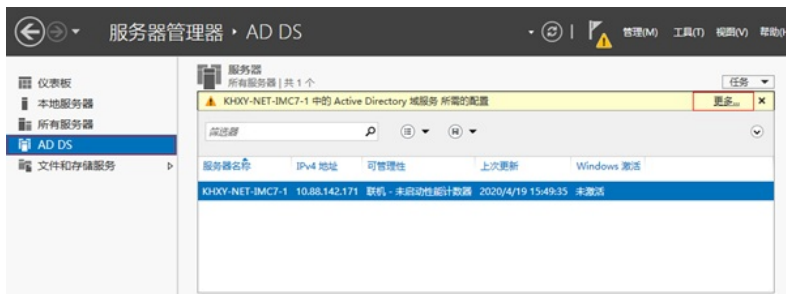 服务器管理器 · AD DS
管理(M) 工具(T) 视图(V) 帮助(H
仪表板
本地服务器
所有服务器
AD DS
文件和存储服务
服务器
所有服务器 | 共 1 个
任务
KHXY-NET-IMC7-1 中的 Active Directory 域服务 所需的配置
更多...
筛选器
服务器名称 IPv4 地址 可管理性 上次更新 Windows 激活
KHXY-NET-IMC7-1 10.88.142.171 联机 - 未启动性能计数器 2020/4/19 15:49:35 未激活